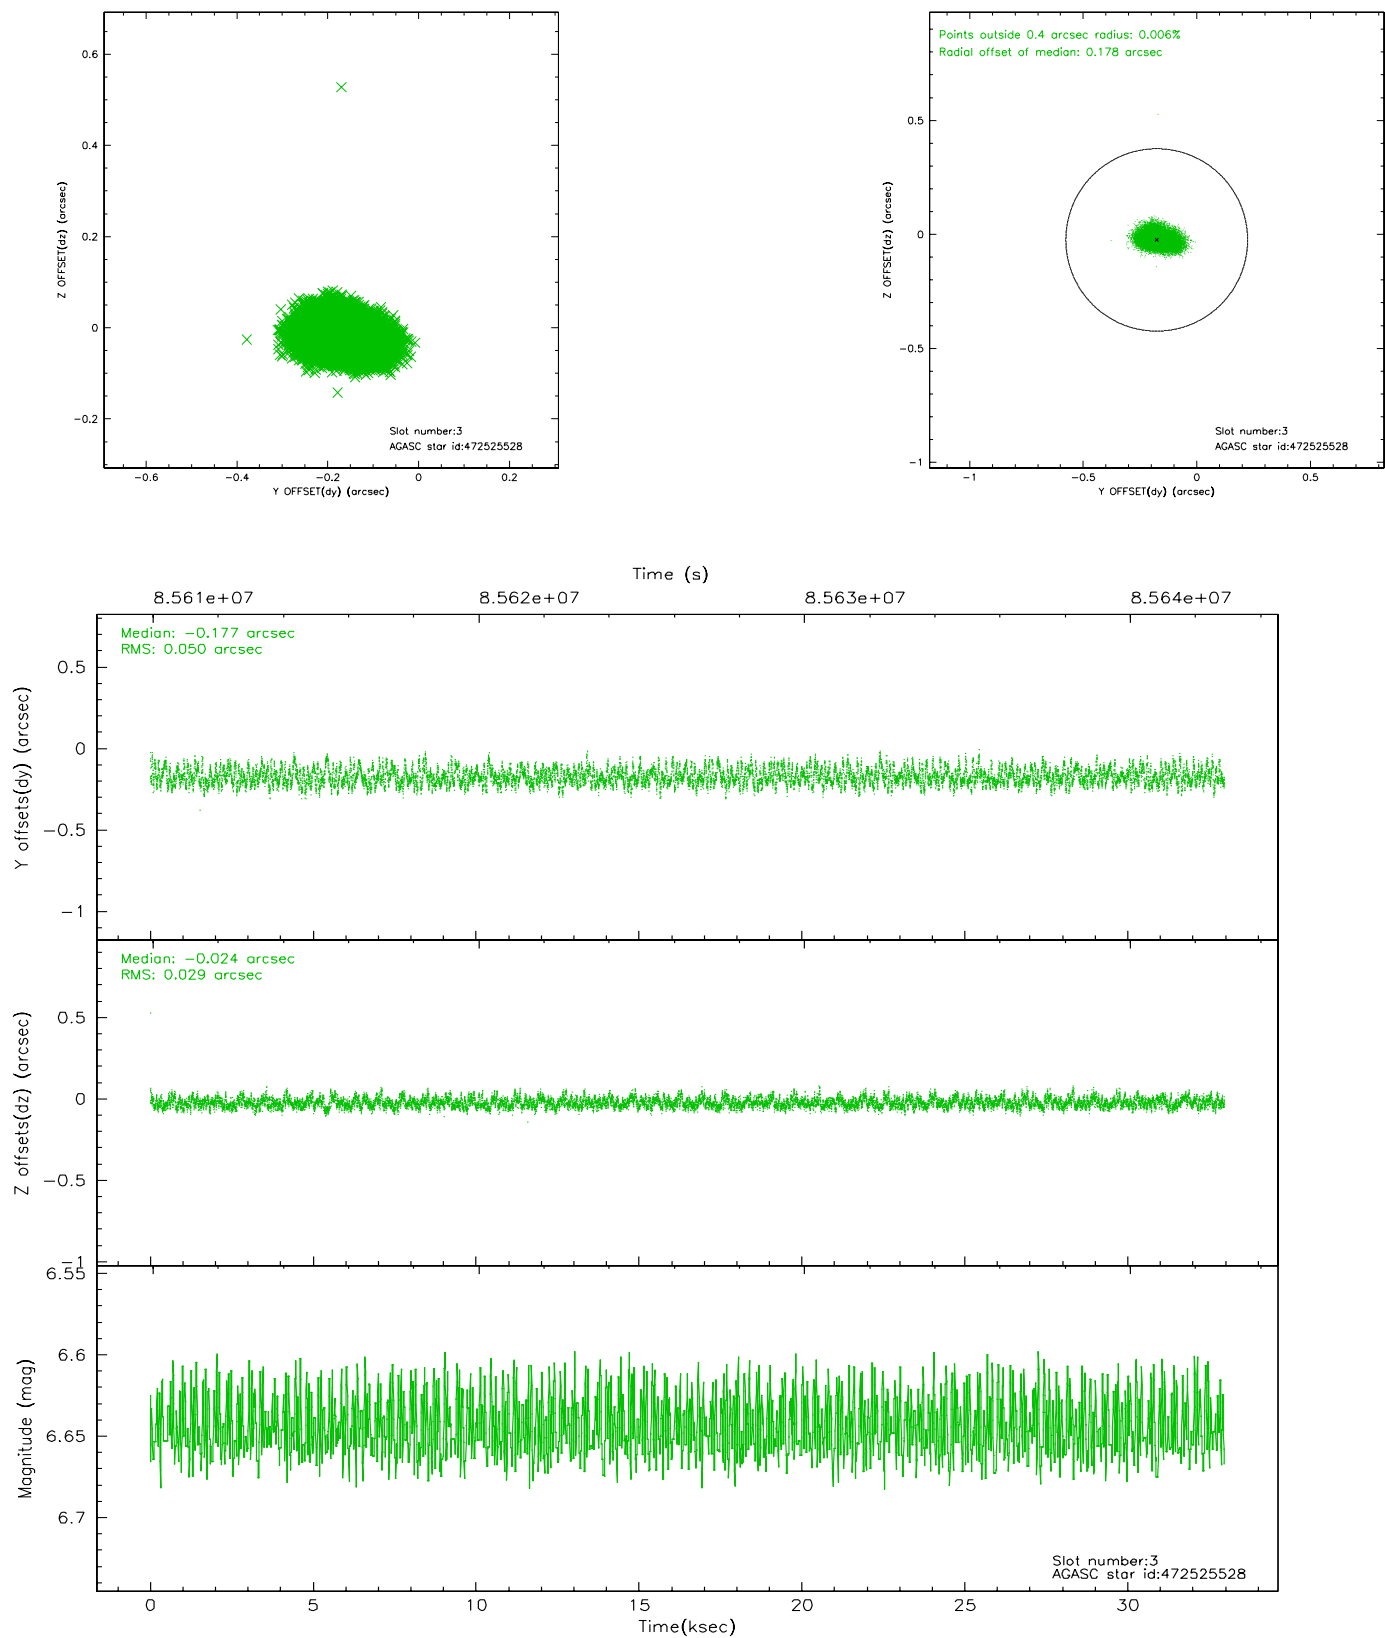 0.6
0.4
0.2
0
−0.2
Z OFFSET(dz) (arcsec)
Slot number:3
AGASC star id:472525528
−0.6 −0.4 −0.2 0 0.2
Y OFFSET(dy) (arcsec)
Points outside 0.4 arcsec radius: 0.006%
Radial offset of median: 0.178 arcsec
0.5
0
−0.5
−1
Z OFFSET(dz) (arcsec)
Slot number:3
AGASC star id:472525528
−1 −0.5 0 0.5
Y OFFSET(dy) (arcsec)
Time (s)
8.561e+07 8.562e+07 8.563e+07 8.564e+07
Median: −0.177 arcsec
RMS: 0.050 arcsec
0.5
0
−0.5
−1
Y offsets(dy) (arcsec)
Median: −0.024 arcsec
RMS: 0.029 arcsec
0.5
0
−0.5
−1
Z offsets(dz) (arcsec)
6.55
6.6
6.65
6.7
Magnitude (mag)
Slot number:3
AGASC star id:472525528
0 5 10 15 20 25 30
Time(ksec)